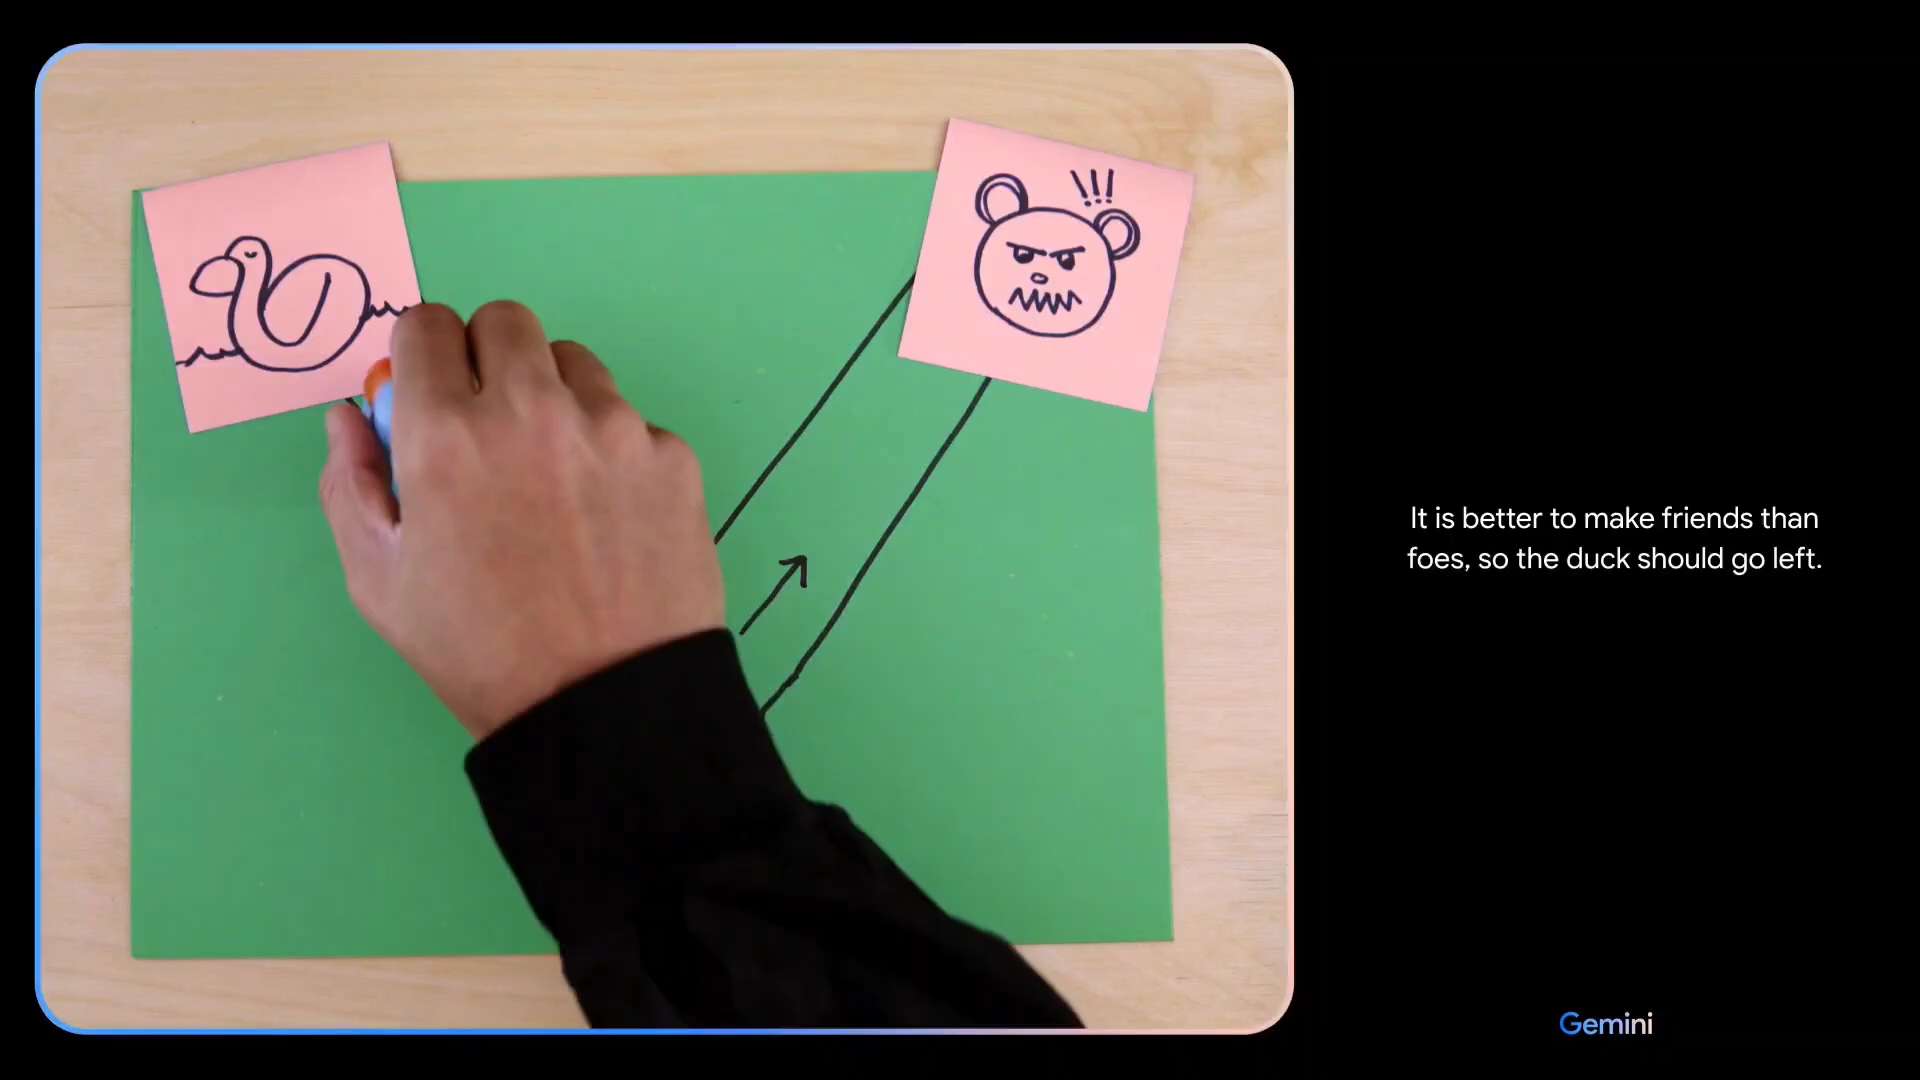 !!!
It is better to make friends than
foes, so the duck should go left.
Gemini